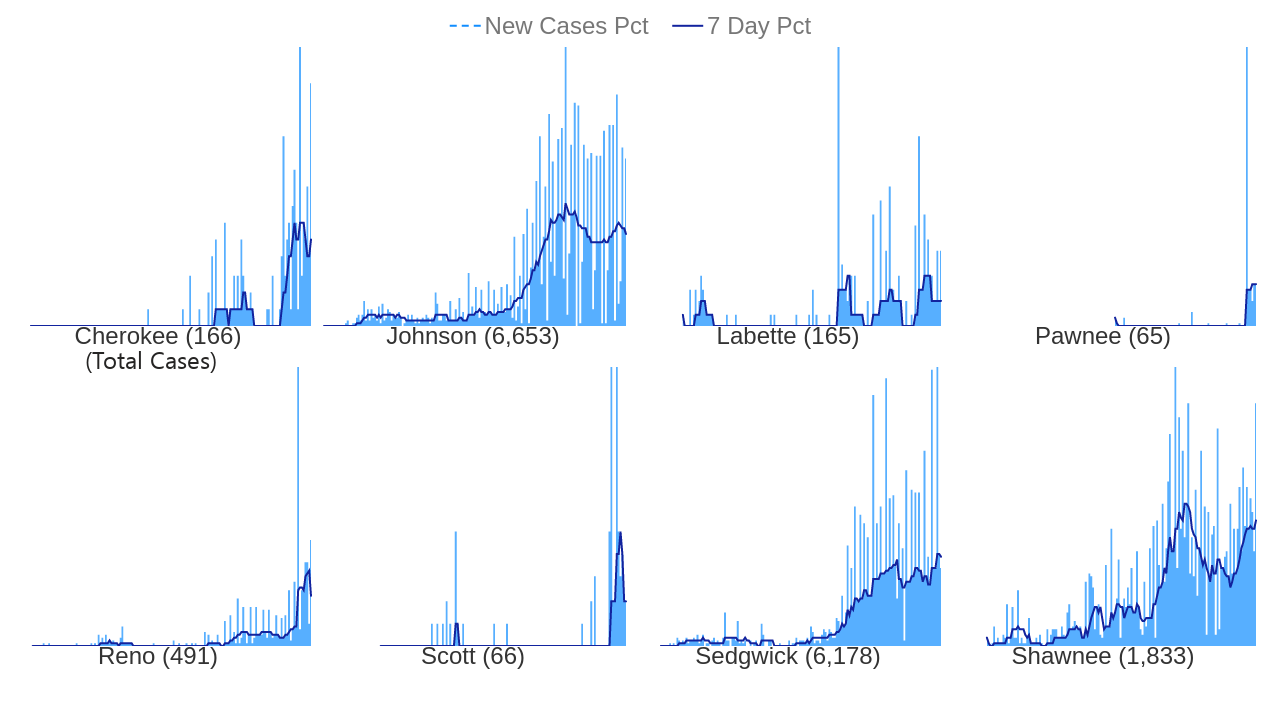 New Cases Pct 7 Day Pct
Cherokee (166) Johnson (6,653) Labette (165) Pawnee (65)
(Total Cases)
Reno (491) Scott (66) Sedgwick (6,178) Shawnee (1,833)